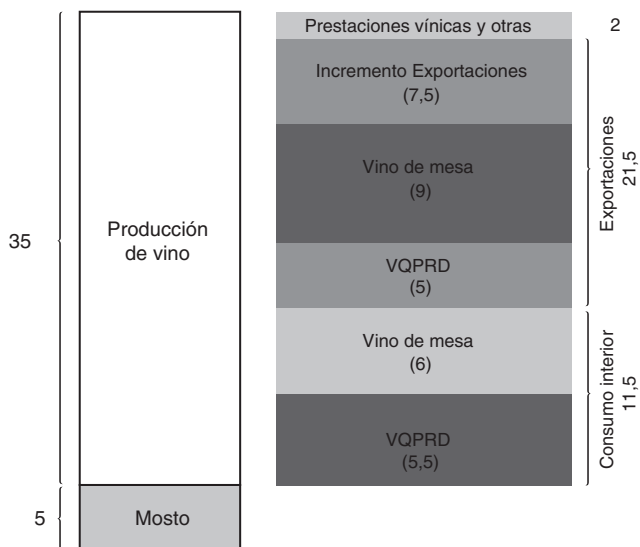 35
Producción
de vino
5
Mosto
Prestaciones vínicas y otras
2
Incremento Exportaciones
(7,5)
Vino de mesa
(9)
VQPRD
(5)
Exportaciones
21,5
Vino de mesa
(6)
VQPRD
(5,5)
Consumo interior
11,5